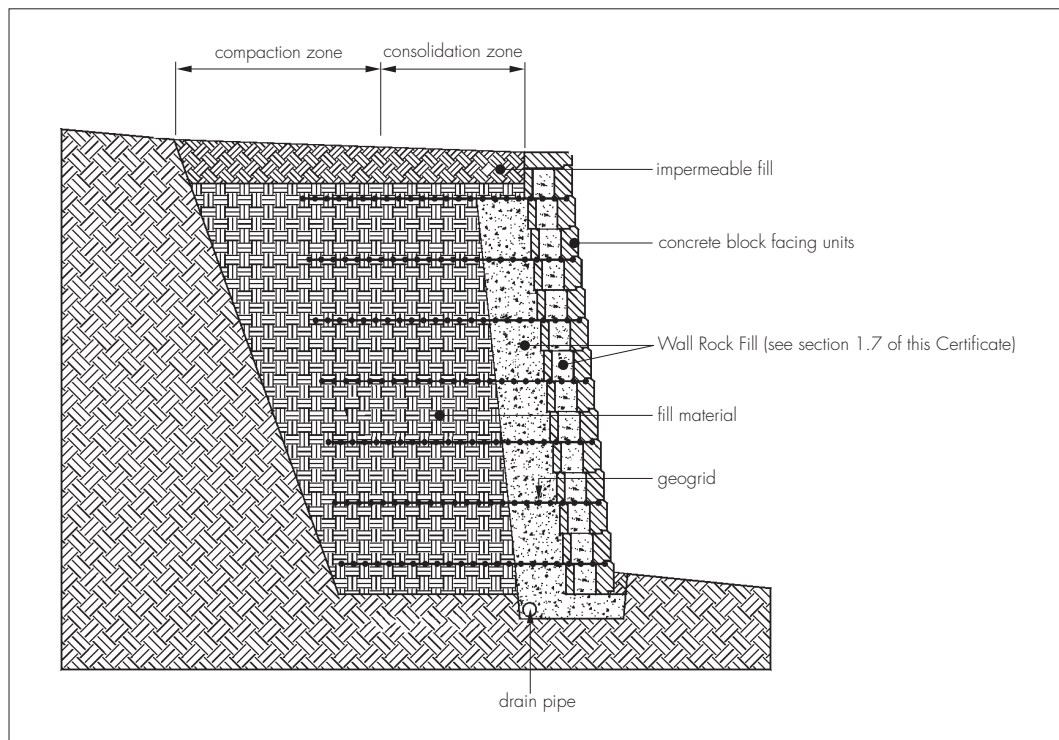 compaction zone
consolidation zone
impermeable fill
concrete block facing units
Wall Rock Fill (see section 1.7 of this Certificate)
fill material
geogrid
drain pipe